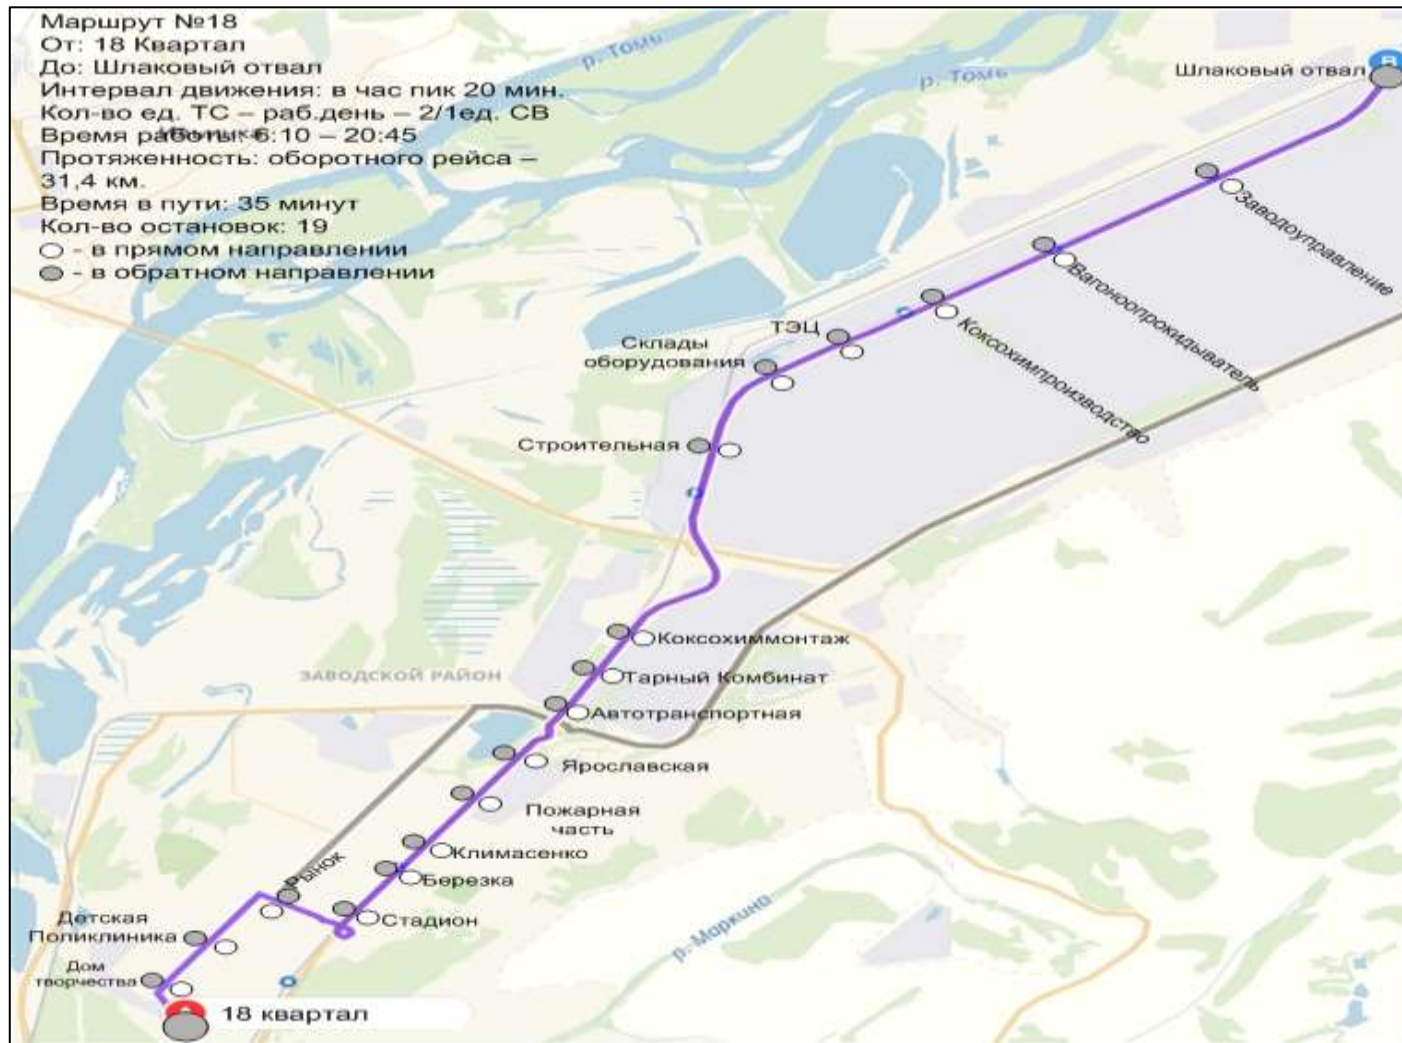 Маршрут №18
От: 18 Квартал
До: Шлаковый отвал
Интервал движения: в час пик 20 мин.
Кол-во ед. ТС – раб.день – 2/1ед. СВ
Время работы: 6:10 – 20:45
Протяженность: оборотного рейса –
31,4 км.
Время в пути: 35 минут
Кол-во остановок: 19
- в прямом направлении
- в обратном направлении
р. Томь
р. Томь
B
Шлаковый отвал
Заводоуправление
Вагоноопрокидыватель
Коксохимпроизводство
ТЭЦ
Склады
оборудования
Строительная
Коксохиммонтаж
ЗАВОДСКОЙ РАЙОН
Тарный Комбинат
Автотранспортная
Ярославская
Пожарная
часть
Климасенко
Березка
Рынок
Стадион
Детская
Поликлиника
р. Маркина
Дом
творчества
18 квартал